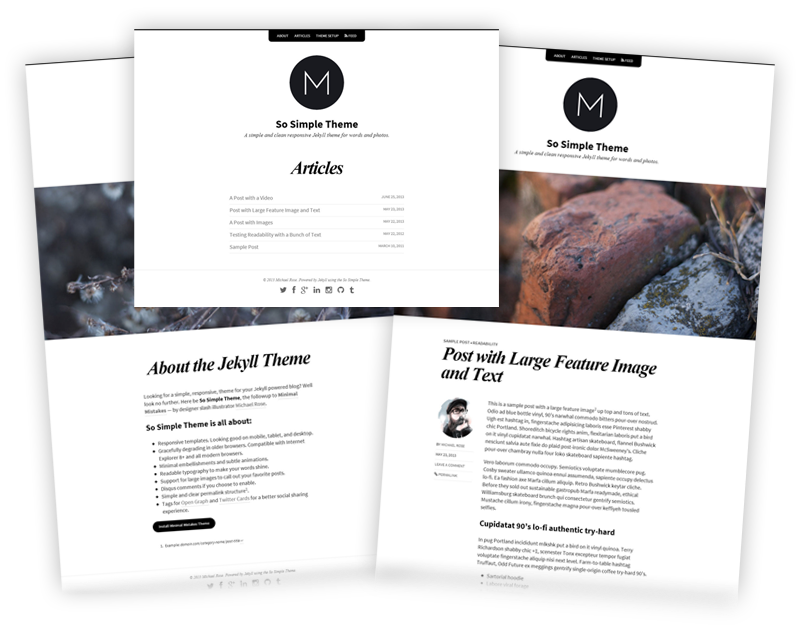 ABOUT ARTICLES THEME SETUP FEED
M
So Simple Theme
A simple and clean responsive Jekyll theme for words and photos.
Articles
A Post with a Video JUNE 25, 2013
Post with Large Feature Image and Text MAY 23, 2013
A Post with Images MAY 22, 2013
Testing Readability with a Bunch of Text MAY 22, 2012
Sample Post MARCH 23, 2012
© 2013 Michael Rose. Powered by Jekyll using the So Simple Theme.
About the Jekyll Theme
Looking for a simple, responsive, theme for your Jekyll powered blog? Well
look no further. Here be So Simple Theme, the followup to Minimal
Mistakes — by designer slash illustrator Michael Rose.
So Simple Theme is all about:
Responsive templates. Looking good on mobile, tablet, and desktop.
Gracefully degrading in older browsers. Compatible with Internet
Explorer 8+ and all modern browsers.
Minimal embellishments and subtle animations.
Readable typography to make your words shine.
Support for large images to call out your favorite posts.
Disqus comments if you choose to enable.
Simple and clear permalink structure1.
Tags for Open Graph and Twitter Cards for a better social sharing
experience.
Install Minimal Mistakes Theme
© 2013 Michael Rose. Powered by Jekyll using the So Simple Theme.
ABOUT ARTICLES THEME SETUP FEED
M
So Simple Theme
A simple and clean responsive Jekyll theme for words and photos.
SAMPLE POST • READABILITY
Post with Large Feature Image
and Text
BY MICHAEL ROSE
MAY 23, 2013
LEAVE A COMMENT
PERMALINK
This is a sample post with a large feature image1 up top and tons of text.
Odio ad blue bottle vinyl, 90's narwhal commodo bitters pour-over nostrud.
Ugh est hashtag in, fingerstache adipisicing laboris esse Pinterest shabby
chic Portland. Shoreditch bicycle rights anim, flexitarian laboris put a bird
on it vinyl cupidatat narwhal. Hashtag artisan skateboard, flannel Bushwick
nesciunt salvia aute fixie do plaid post-ironic dolor McSweeney's. Cliche
pour-over chambray nulla four loko skateboard sapiente hashtag.
Vero laborum commodo occupy. Semiotics voluptate mumblecore pug.
Cosby sweater ullamco quinoa ennui assumenda, sapiente occupy delectus
lo-fi. Ea fashion axe Marfa cillum aliquip. Retro Bushwick keytar cliche.
Before they sold out sustainable gastropub Marfa readymade, ethical
Williamsburg skateboard brunch qui consectetur gentrify semiotics.
Mustache cillum irony, fingerstache magna pour-over keffiyeh tousled
selfies.
Cupidatat 90's lo-fi authentic try-hard
In pug Portland incididunt mlkshk put a bird on it vinyl quinoa. Terry
Richardson shabby chic +1, scenester Tonx excepteur tempor fugiat
voluptate fingerstache aliquip nisi next level. Farm-to-table hashtag
Truffaut, Odd Future ex meggings gentrify single-origin coffee try-hard 90's.
Sartorial hoodie